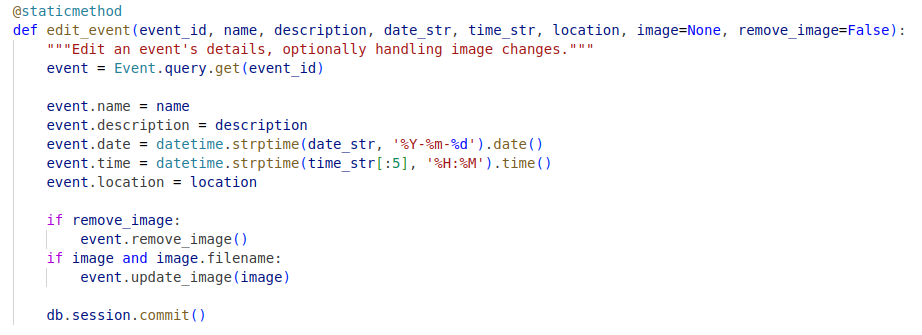 @staticmethod
def edit_event(event_id, name, description, date_str, time_str, location, image=None, remove_image=False):
    """Edit an event's details, optionally handling image changes."""
    event = Event.query.get(event_id)

    event.name = name
    event.description = description
    event.date = datetime.strptime(date_str, '%Y-%m-%d').date()
    event.time = datetime.strptime(time_str[:5], '%H:%M').time()
    event.location = location

    if remove_image:
        event.remove_image()
    if image and image.filename:
        event.update_image(image)

    db.session.commit()